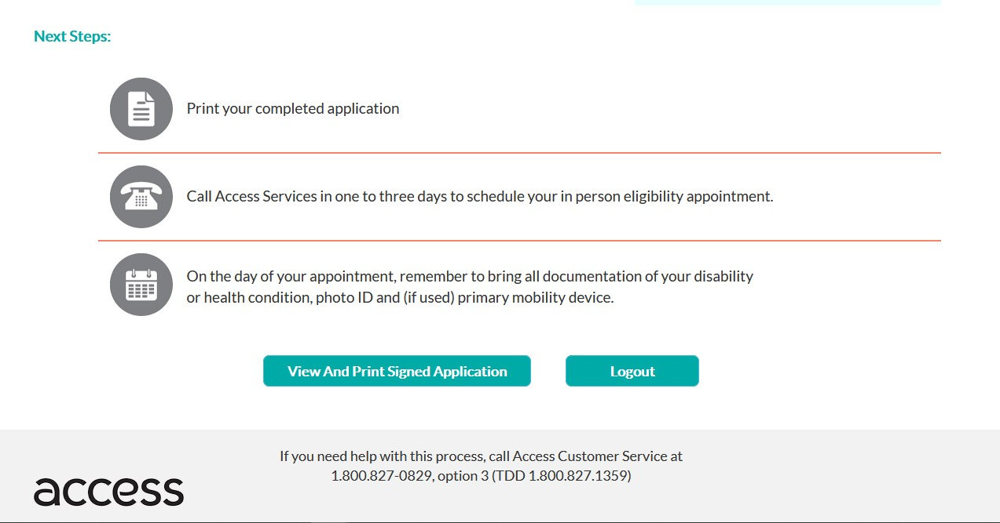 Next Steps:
Print your completed application
Call Access Services in one to three days to schedule your in person eligibility appointment.
On the day of your appointment, remember to bring all documentation of your disability
or health condition, photo ID and (if used) primary mobility device.
View And Print Signed Application
Logout
If you need help with this process, call Access Customer Service at
1.800.827-0829, option 3 (TDD 1.800.827.1359)
access